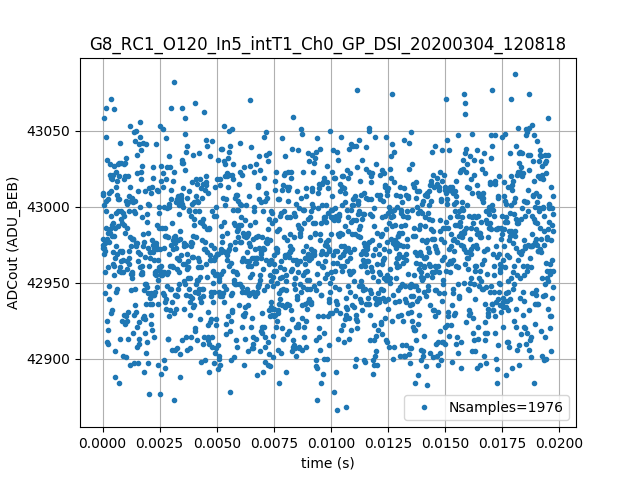 G8_RC1_O120_In5_intT1_Ch0_GP_DSI_20200304_120818
ADCout (ADU_BEB)
43050
43000
42950
42900
Nsamples=1976
0.0000 0.0025 0.0050 0.0075 0.0100 0.0125 0.0150 0.0175 0.0200
time (s)